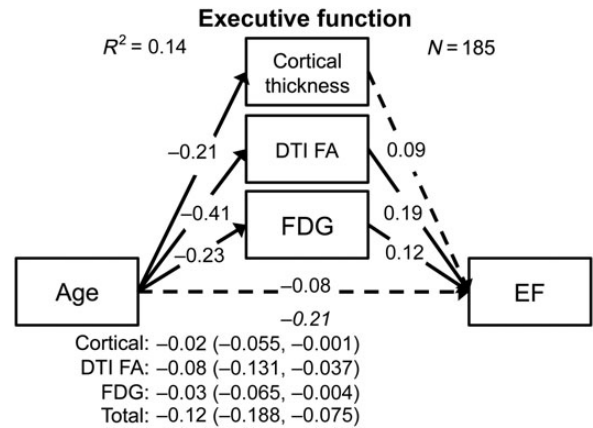 Executive function
R² = 0.14
N = 185
Cortical
thickness
–0.21
0.09
DTI FA
–0.41
0.19
FDG
–0.23
0.12
Age
–0.08
EF
–0.21
Cortical: –0.02 (–0.055, –0.001)
DTI FA: –0.08 (–0.131, –0.037)
FDG: –0.03 (–0.065, –0.004)
Total: –0.12 (–0.188, –0.075)